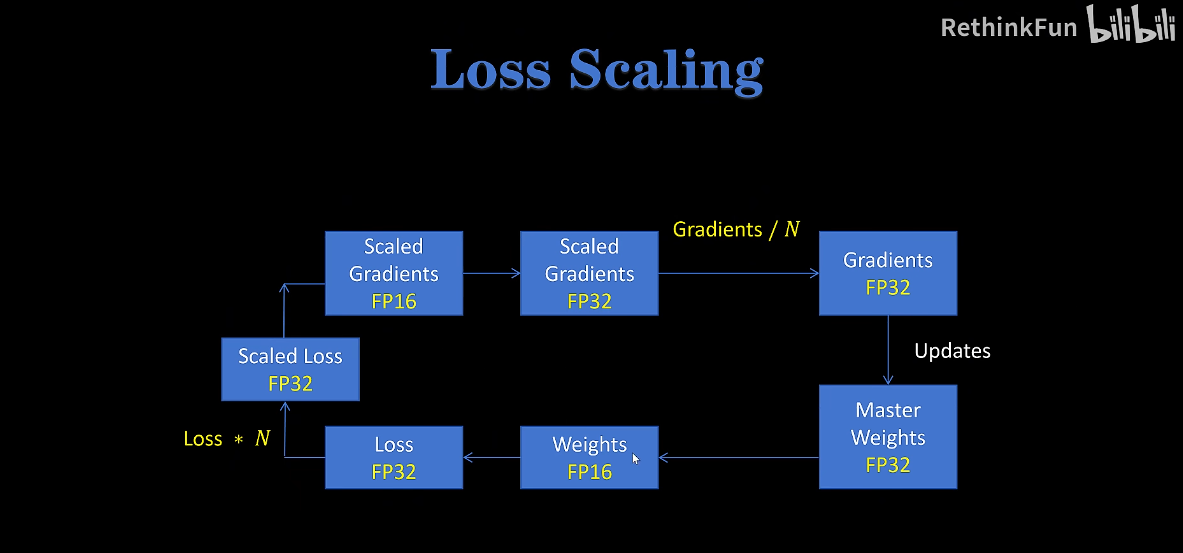 RethinkFun bilibili
Loss Scaling
Gradients / N
Scaled
Gradients
FP16
Scaled
Gradients
FP32
Gradients
FP32
Updates
Scaled Loss
FP32
Loss * N
Loss
FP32
Weights
FP16
Master
Weights
FP32